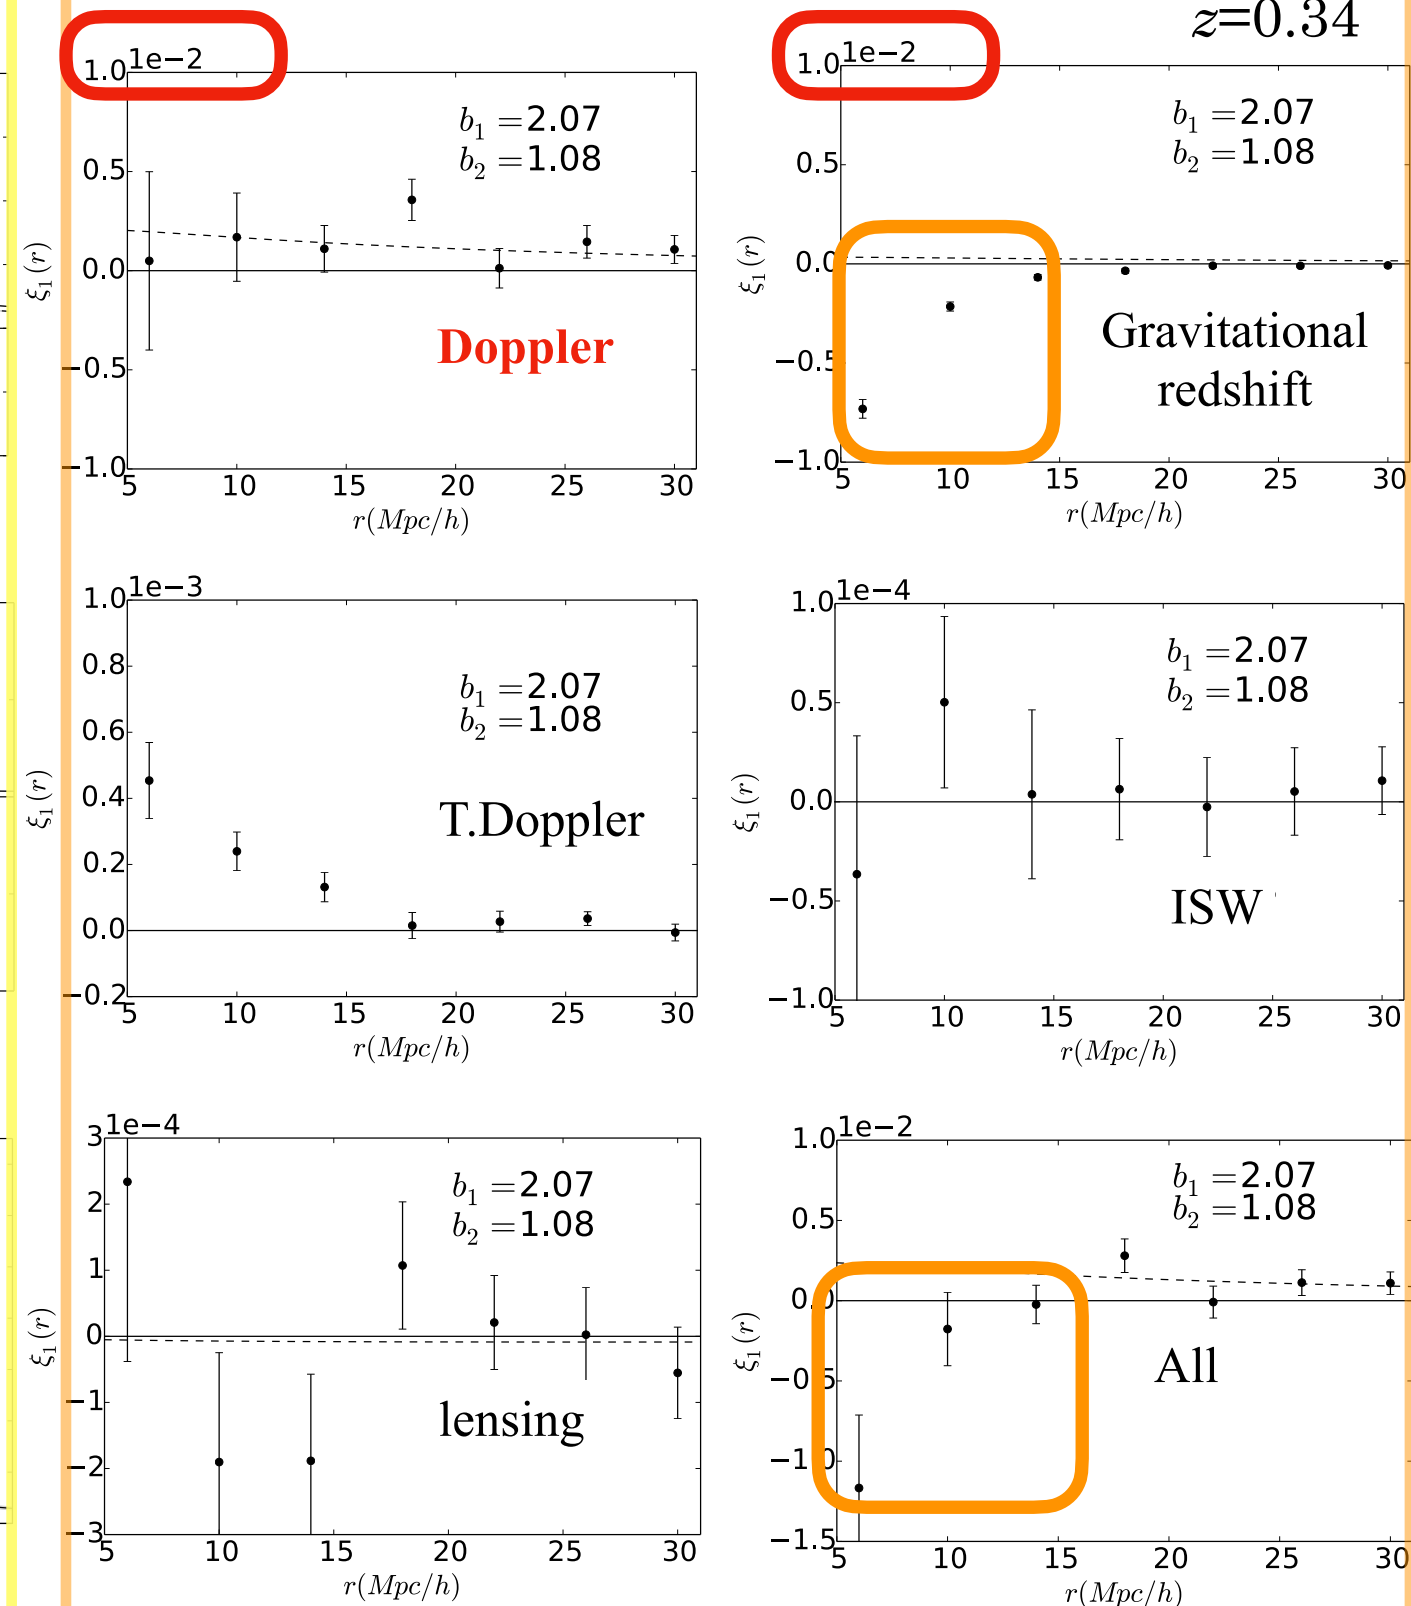 z=0.34
1e−2
1.0
0.5
0.0
−0.5
−1.0
ξ₁(r)
b₁ = 2.07
b₂ = 1.08
Doppler
5 10 15 20 25 30
r(Mpc/h)
1e−2
1.0
0.5
0.0
−0.5
−1.0
ξ₁(r)
b₁ = 2.07
b₂ = 1.08
Gravitational
redshift
5 10 15 20 25 30
r(Mpc/h)
1e−3
1.0
0.8
0.6
0.4
0.2
0.0
−0.2
ξ₁(r)
b₁ = 2.07
b₂ = 1.08
T.Doppler
5 10 15 20 25 30
r(Mpc/h)
1e−4
1.0
0.5
0.0
−0.5
−1.0
ξ₁(r)
b₁ = 2.07
b₂ = 1.08
ISW
5 10 15 20 25 30
r(Mpc/h)
1e−4
3
2
1
0
−1
−2
−3
ξ₁(r)
b₁ = 2.07
b₂ = 1.08
lensing
5 10 15 20 25 30
r(Mpc/h)
1e−2
1.0
0.5
0.0
−0.5
−1.0
−1.5
ξ₁(r)
b₁ = 2.07
b₂ = 1.08
All
5 10 15 20 25 30
r(Mpc/h)